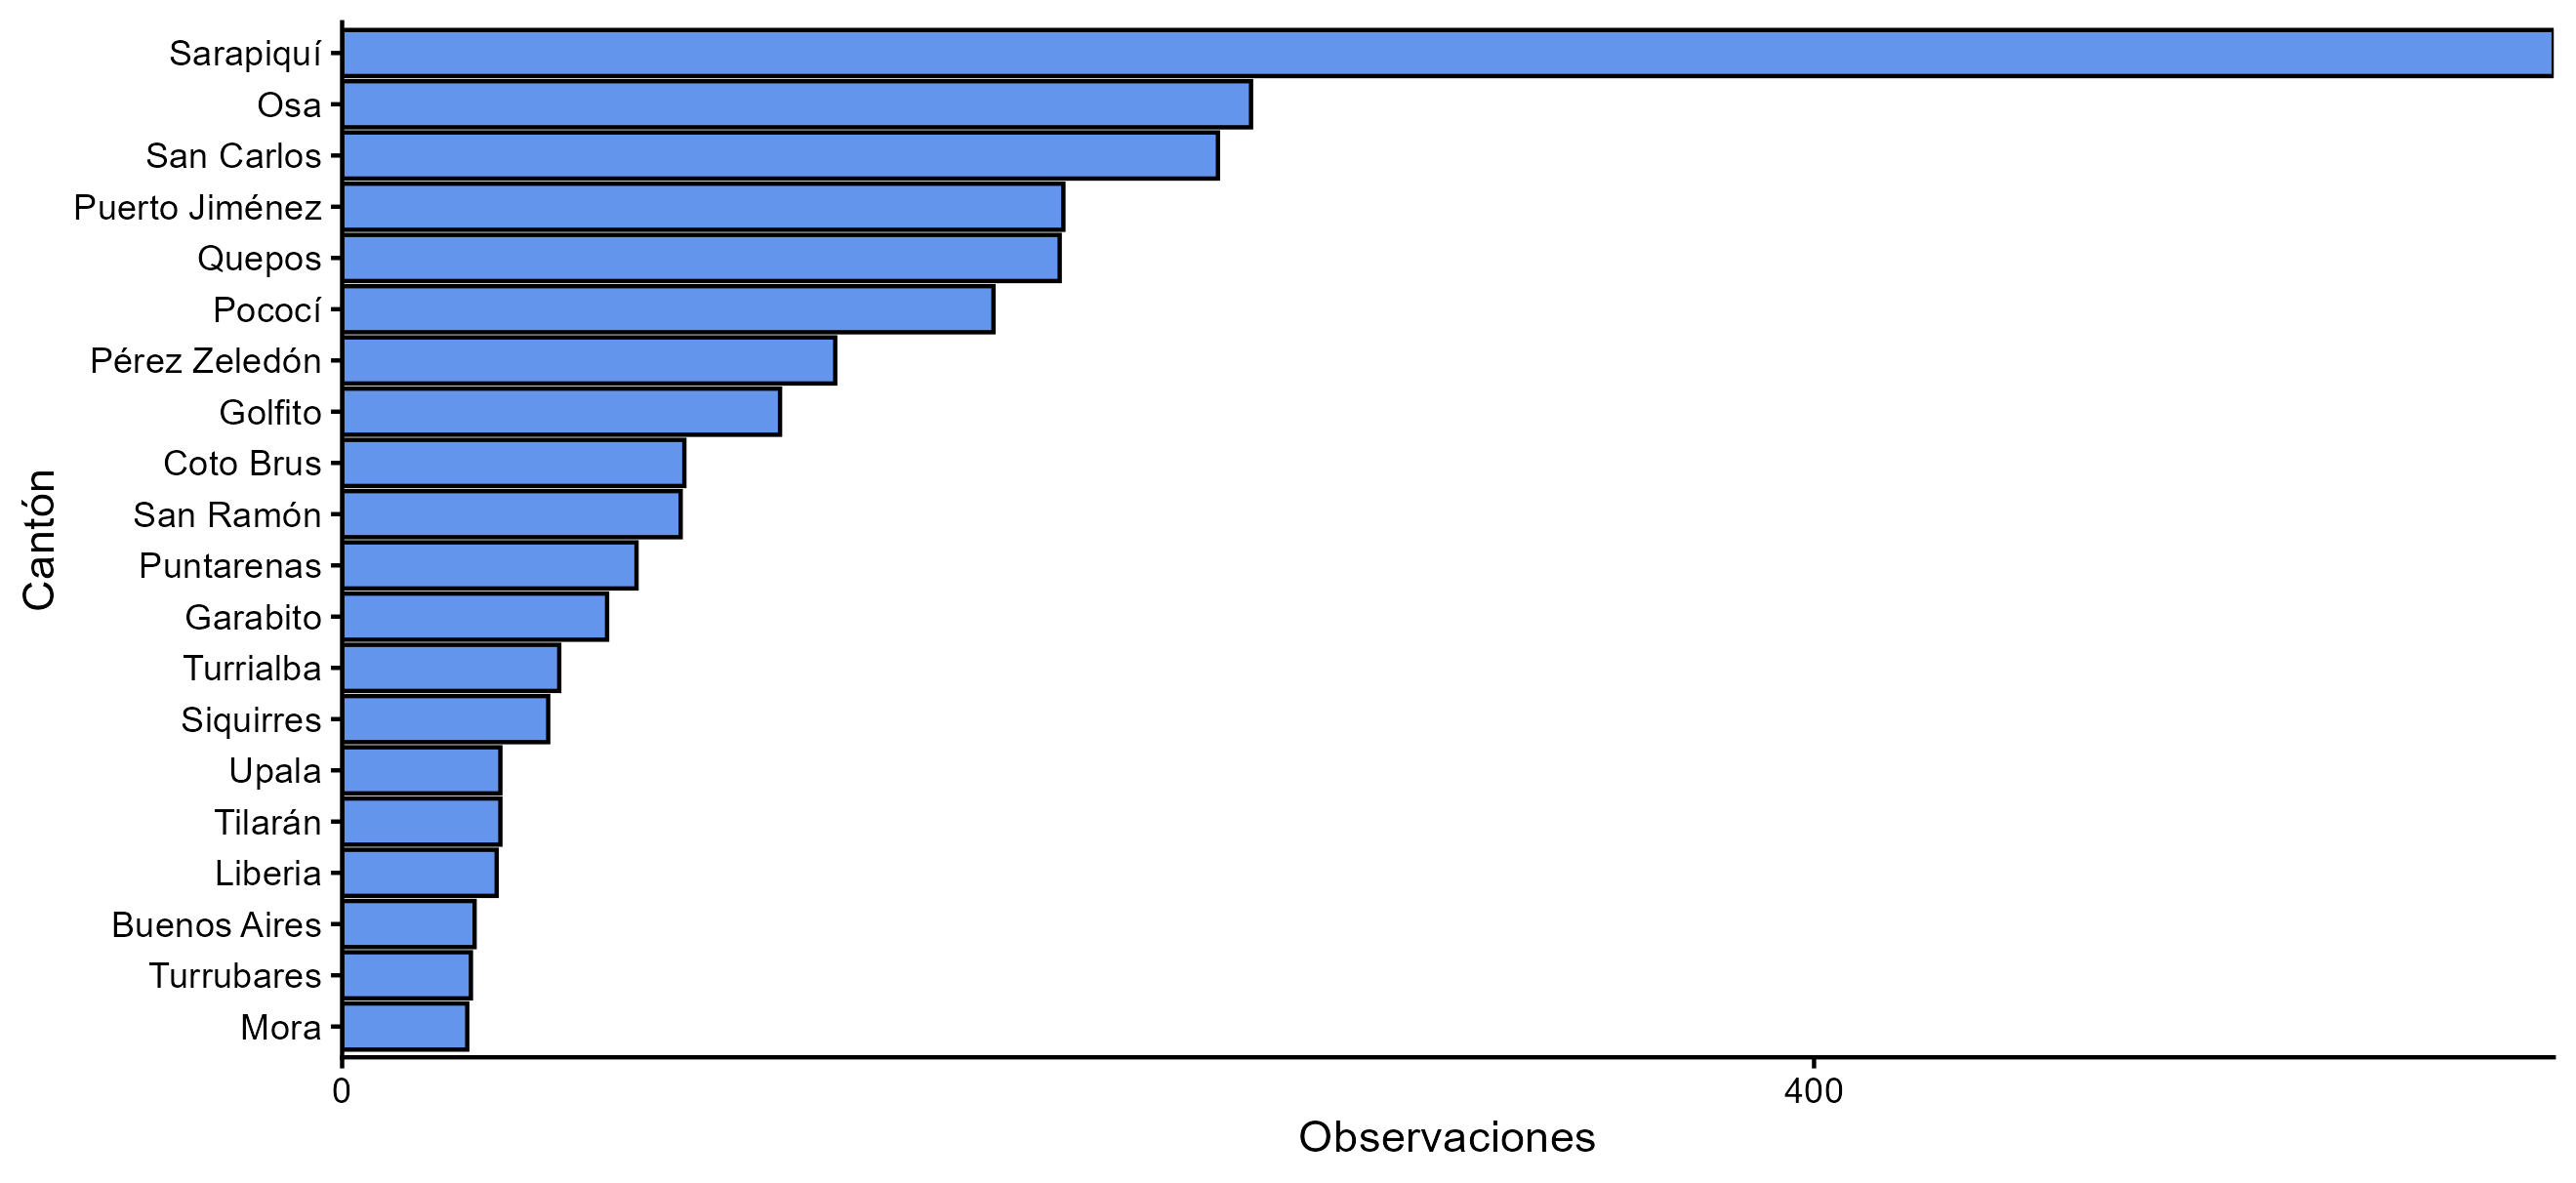 Cantón
Sarapiquí
Osa
San Carlos
Puerto Jiménez
Quepos
Pococí
Pérez Zeledón
Golfito
Coto Brus
San Ramón
Puntarenas
Garabito
Turrialba
Siquirres
Upala
Tilarán
Liberia
Buenos Aires
Turrubares
Mora
0 400
Observaciones